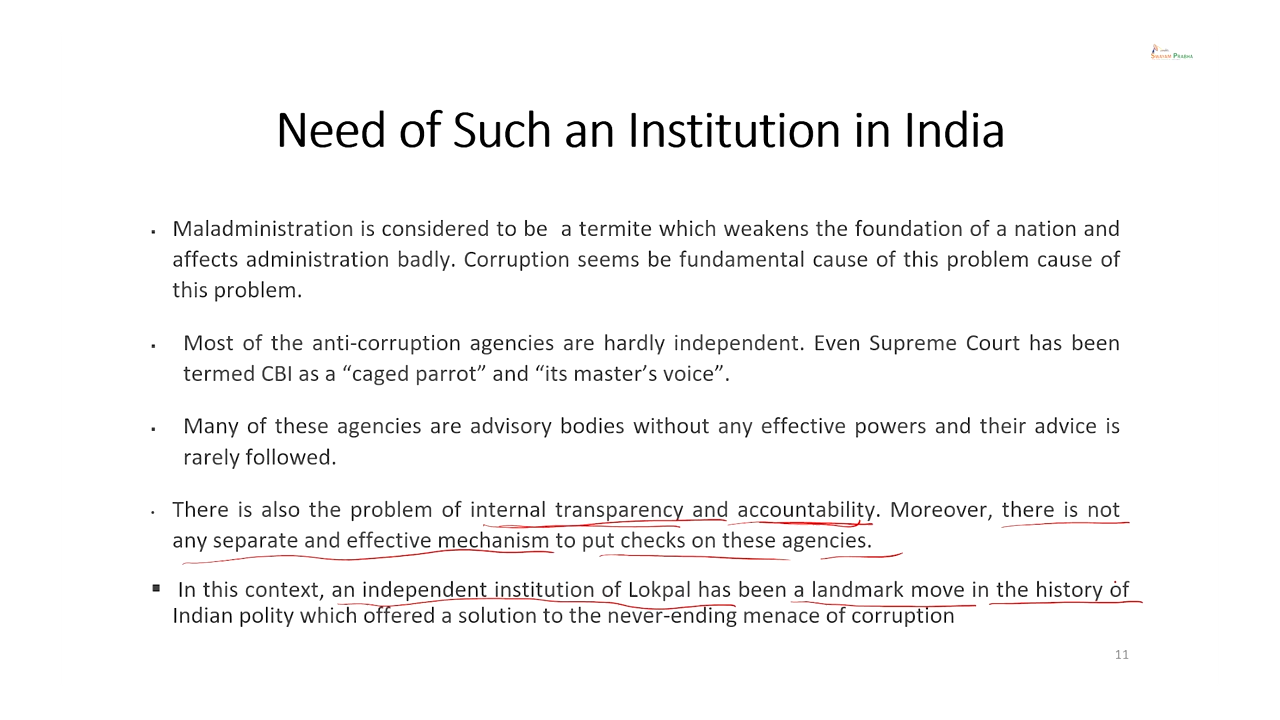 SWAYAM PRABHA
Need of Such an Institution in India
▪ Maladministration is considered to be a termite which weakens the foundation of a nation and
affects administration badly. Corruption seems be fundamental cause of this problem cause of
this problem.
▪ Most of the anti-corruption agencies are hardly independent. Even Supreme Court has been
termed CBI as a “caged parrot” and “its master’s voice”.
▪ Many of these agencies are advisory bodies without any effective powers and their advice is
rarely followed.
▪ There is also the problem of internal transparency and accountability. Moreover, there is not
any separate and effective mechanism to put checks on these agencies.
▪ In this context, an independent institution of Lokpal has been a landmark move in the history of
Indian polity which offered a solution to the never-ending menace of corruption
11